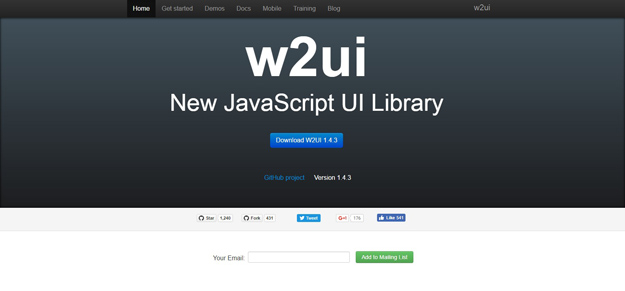 Home Get started Demos Docs Mobile Training Blog w2ui
w2ui
New JavaScript UI Library
Download W2UI 1.4.3
GitHub project Version 1.4.3
Star 1,240 Fork 431 Tweet G+1 176 Like 541
Your Email: Add to Mailing List